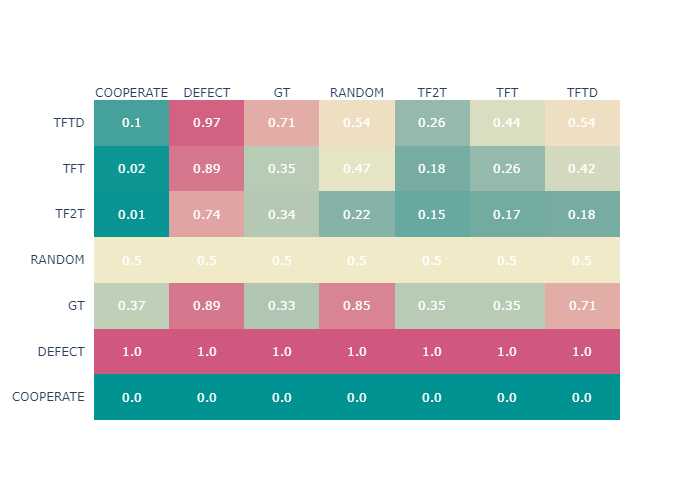 COOPERATE DEFECT GT RANDOM TF2T TFT TFTD
TFTD 0.1 0.97 0.71 0.54 0.26 0.44 0.54
TFT 0.02 0.89 0.35 0.47 0.18 0.26 0.42
TF2T 0.01 0.74 0.34 0.22 0.15 0.17 0.18
RANDOM 0.5 0.5 0.5 0.5 0.5 0.5 0.5
GT 0.37 0.89 0.33 0.85 0.35 0.35 0.71
DEFECT 1.0 1.0 1.0 1.0 1.0 1.0 1.0
COOPERATE 0.0 0.0 0.0 0.0 0.0 0.0 0.0